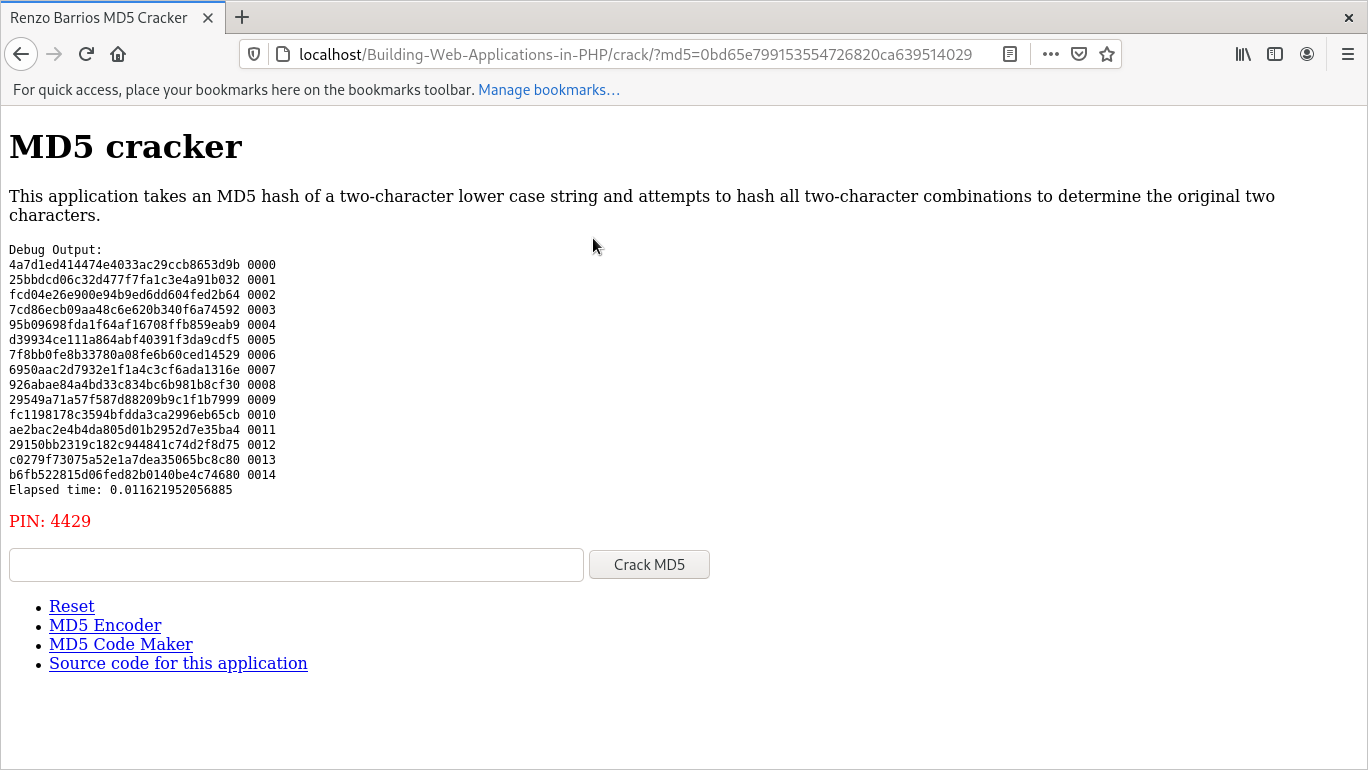 Renzo Barrios MD5 Cracker
localhost/Building-Web-Applications-in-PHP/crack/?md5=0bd65e799153554726820ca639514029
For quick access, place your bookmarks here on the bookmarks toolbar. Manage bookmarks…
MD5 cracker
This application takes an MD5 hash of a two-character lower case string and attempts to hash all two-character combinations to determine the original two
characters.
Debug Output:
4a7d1ed414474e4033ac29ccb8653d9b 0000
25bbdcd06c32d477f7fa1c3e4a91b032 0001
fcd04e26e900e94b9ed6dd604fed2b64 0002
7cd86ecb09aa48c6e620b340f6a74592 0003
95b09698fda1f64af16708ffb859eab9 0004
d39934ce111a864abf40391f3da9cdf5 0005
7f8bb0fe8b33780a08fe6b60ced14529 0006
6950aac2d7932e1f1a4c3cf6ada1316e 0007
926abae84a4bd33c834bc6b981b8cf30 0008
29549a71a57f587d88209b9c1f1b7999 0009
fc1198178c3594bfdda3ca2996eb65cb 0010
ae2bac2e4b4da805d01b2952d7e35ba4 0011
29150bb2319c182c944841c74d2f8d75 0012
c0279f73075a52e1a7dea35065bc8c80 0013
b6fb522815d06fed82b0140be4c74680 0014
Elapsed time: 0.011621952056885
PIN: 4429
Crack MD5
Reset
MD5 Encoder
MD5 Code Maker
Source code for this application